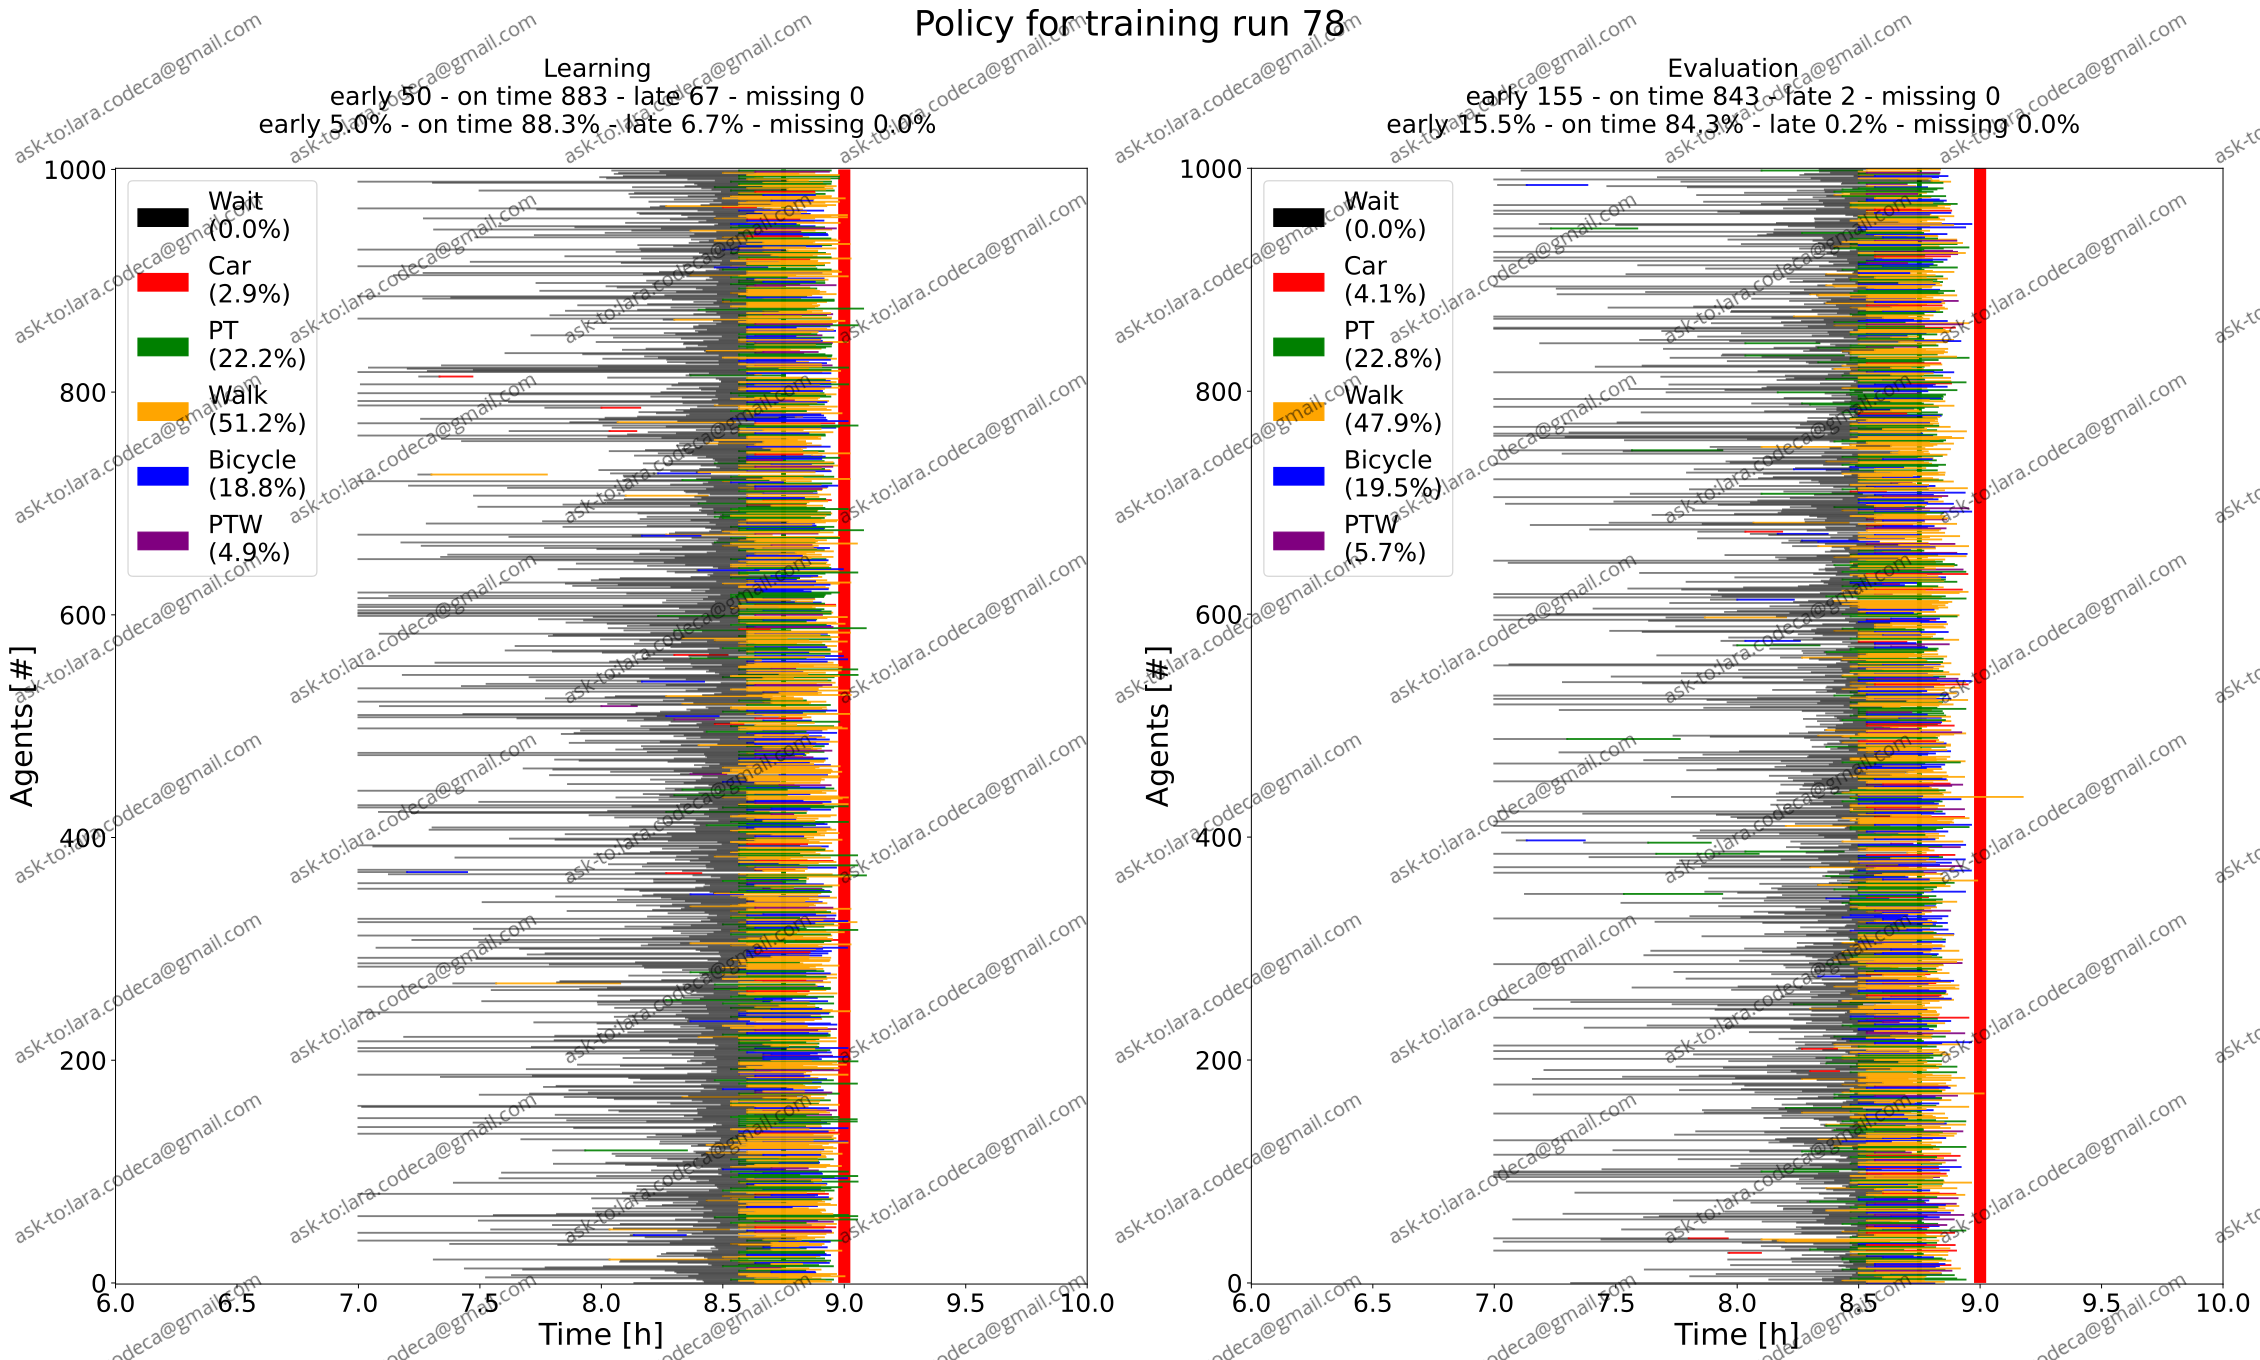 Policy for training run 78
Learning
early 50 - on time 883 - late 67 - missing 0
early 5.0% - on time 88.3% - late 6.7% - missing 0.0%
1000
800
600
400
200
0
Agents [#]
Wait
(0.0%)
Car
(2.9%)
PT
(22.2%)
Walk
(51.2%)
Bicycle
(18.8%)
PTW
(4.9%)
6.0 6.5 7.0 7.5 8.0 8.5 9.0 9.5 10.0
Time [h]
Evaluation
early 155 - on time 843 - late 2 - missing 0
early 15.5% - on time 84.3% - late 0.2% - missing 0.0%
1000
800
600
400
200
0
Agents [#]
Wait
(0.0%)
Car
(4.1%)
PT
(22.8%)
Walk
(47.9%)
Bicycle
(19.5%)
PTW
(5.7%)
6.0 6.5 7.0 7.5 8.0 8.5 9.0 9.5 10.0
Time [h]
ask-to:lara.codeca@gmail.com